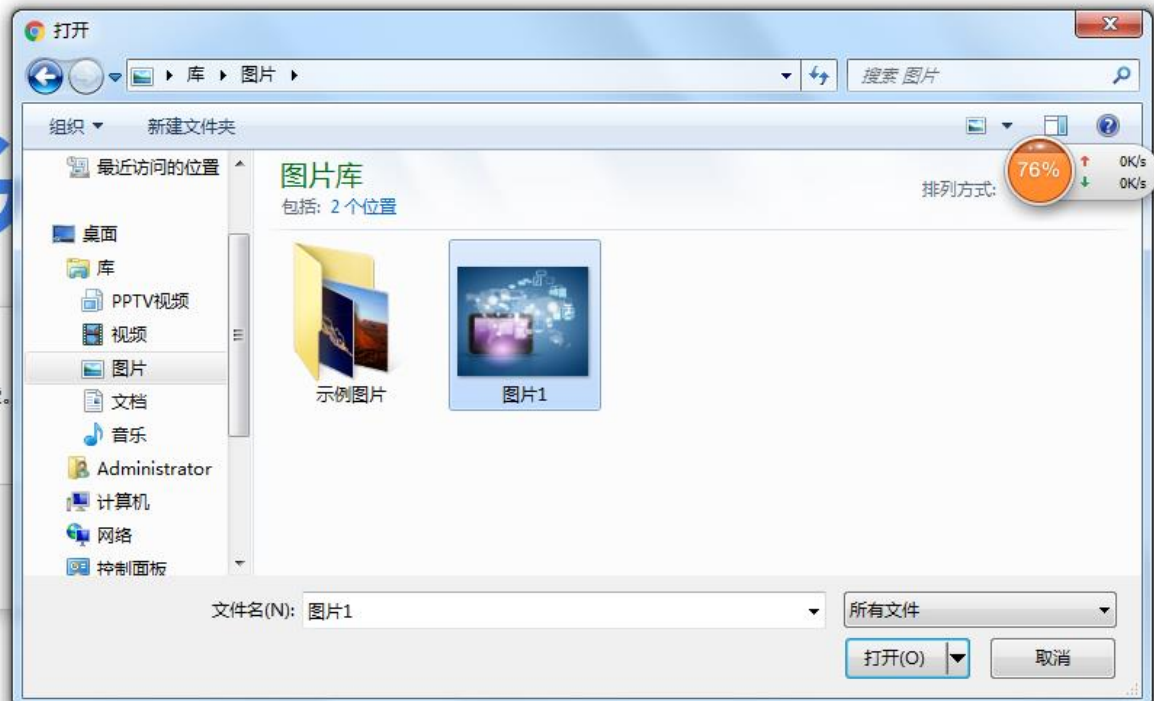 打开
库 图片
搜索 图片
组织 新建文件夹
最近访问的位置
桌面
库
PPTV视频
视频
图片
文档
音乐
Administrator
计算机
网络
控制面板
图片库
包括: 2 个位置
排列方式:
76%
0K/s
0K/s
示例图片
图片1
文件名(N): 图片1
所有文件
打开(O) 取消